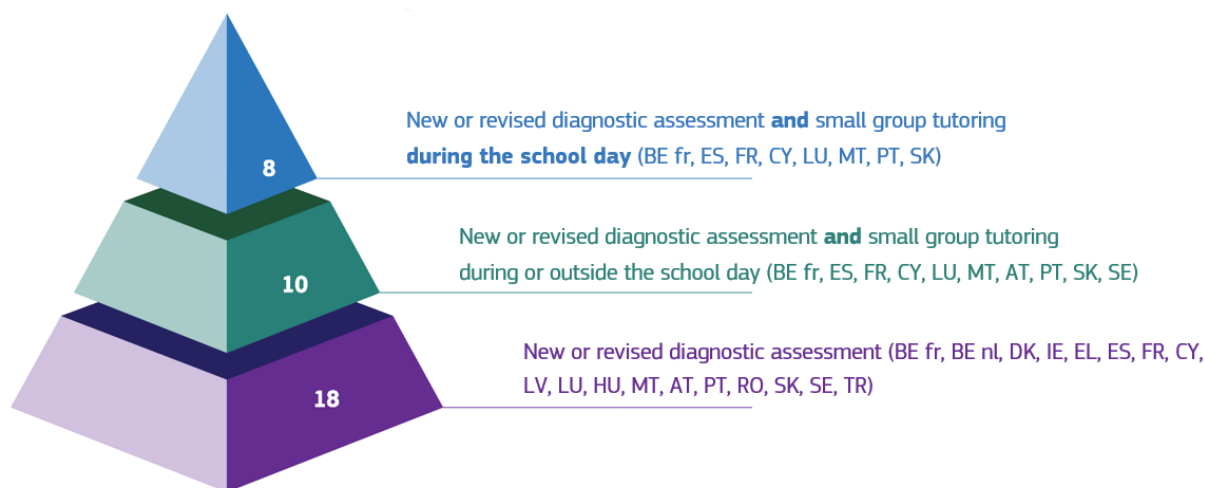 New or revised diagnostic assessment and small group tutoring
during the school day (BE fr, ES, FR, CY, LU, MT, PT, SK)
8
New or revised diagnostic assessment and small group tutoring
during or outside the school day (BE fr, ES, FR, CY, LU, MT, AT, PT, SK, SE)
10
New or revised diagnostic assessment (BE fr, BE nl, DK, IE, EL, ES, FR, CY,
LV, LU, HU, MT, AT, PT, RO, SK, SE, TR)
18